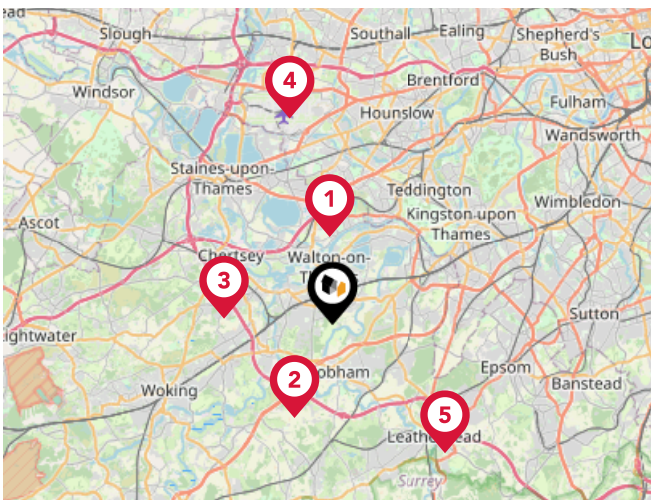 ead
Slough
Southall
Ealing
Shepherd's
Bush
Lo
4
Brentford
Windsor
Fulham
Hounslow
Wandsworth
Staines-upon-
Thames
Teddington
1
Wimbledon
Kingston upon
Thames
Ascot
Chertsey
Walton-on-
3
Sutton
ightwater
2
obham
Epsom
Woking
Banstead
5
Leatherhead
Surrey